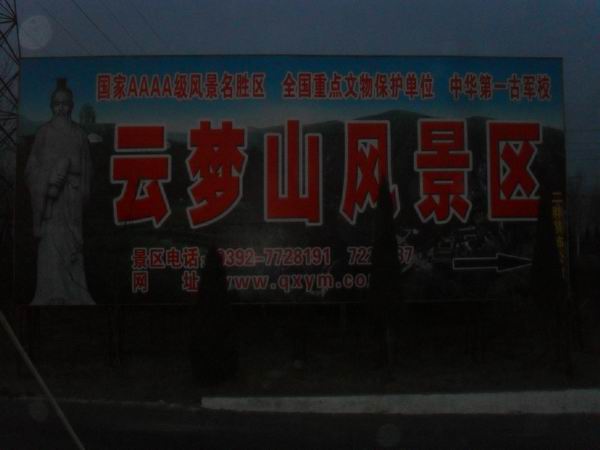 国家AAAA级风景名胜区 全国重点文物保护单位 中华第一古军校
云梦山风景区
景区电话: 0392-7728191 72
网 址: www.qxym.co